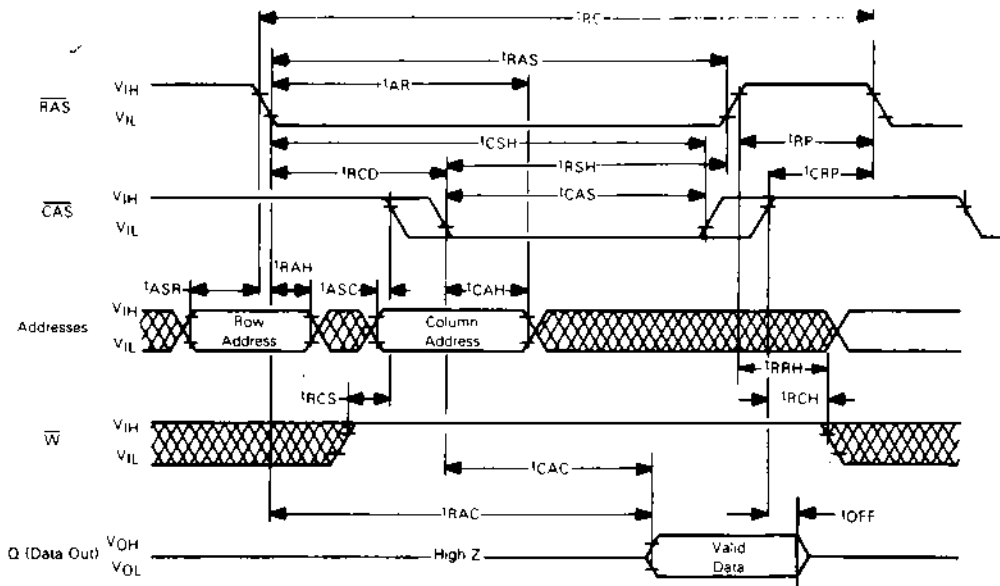 tRC
tRAS
tAR
RAS
VIH
VIL
tCSH
tRP
tRCD
tRSH
tCRP
tCAS
CAS
VIH
VIL
tASR
tRAH
tASC
tCAH
Addresses
VIH
VIL
Row
Address
Column
Address
tRRH
tRCS
tRCH
W
VIH
VIL
tCAC
tRAC
tOFF
Q (Data Out)
VOH
VOL
High Z
Valid
Data